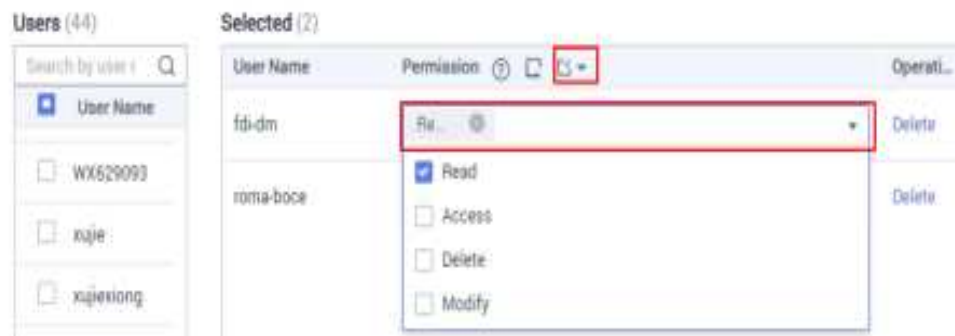 Users (44)
Search by user
User Name
WX629093
xujie
xujiexiong
Selected (2)
User Name Permission Operati...
fdi-dm Re... Delete
Read
roma-boce Delete
Access
Delete
Modify